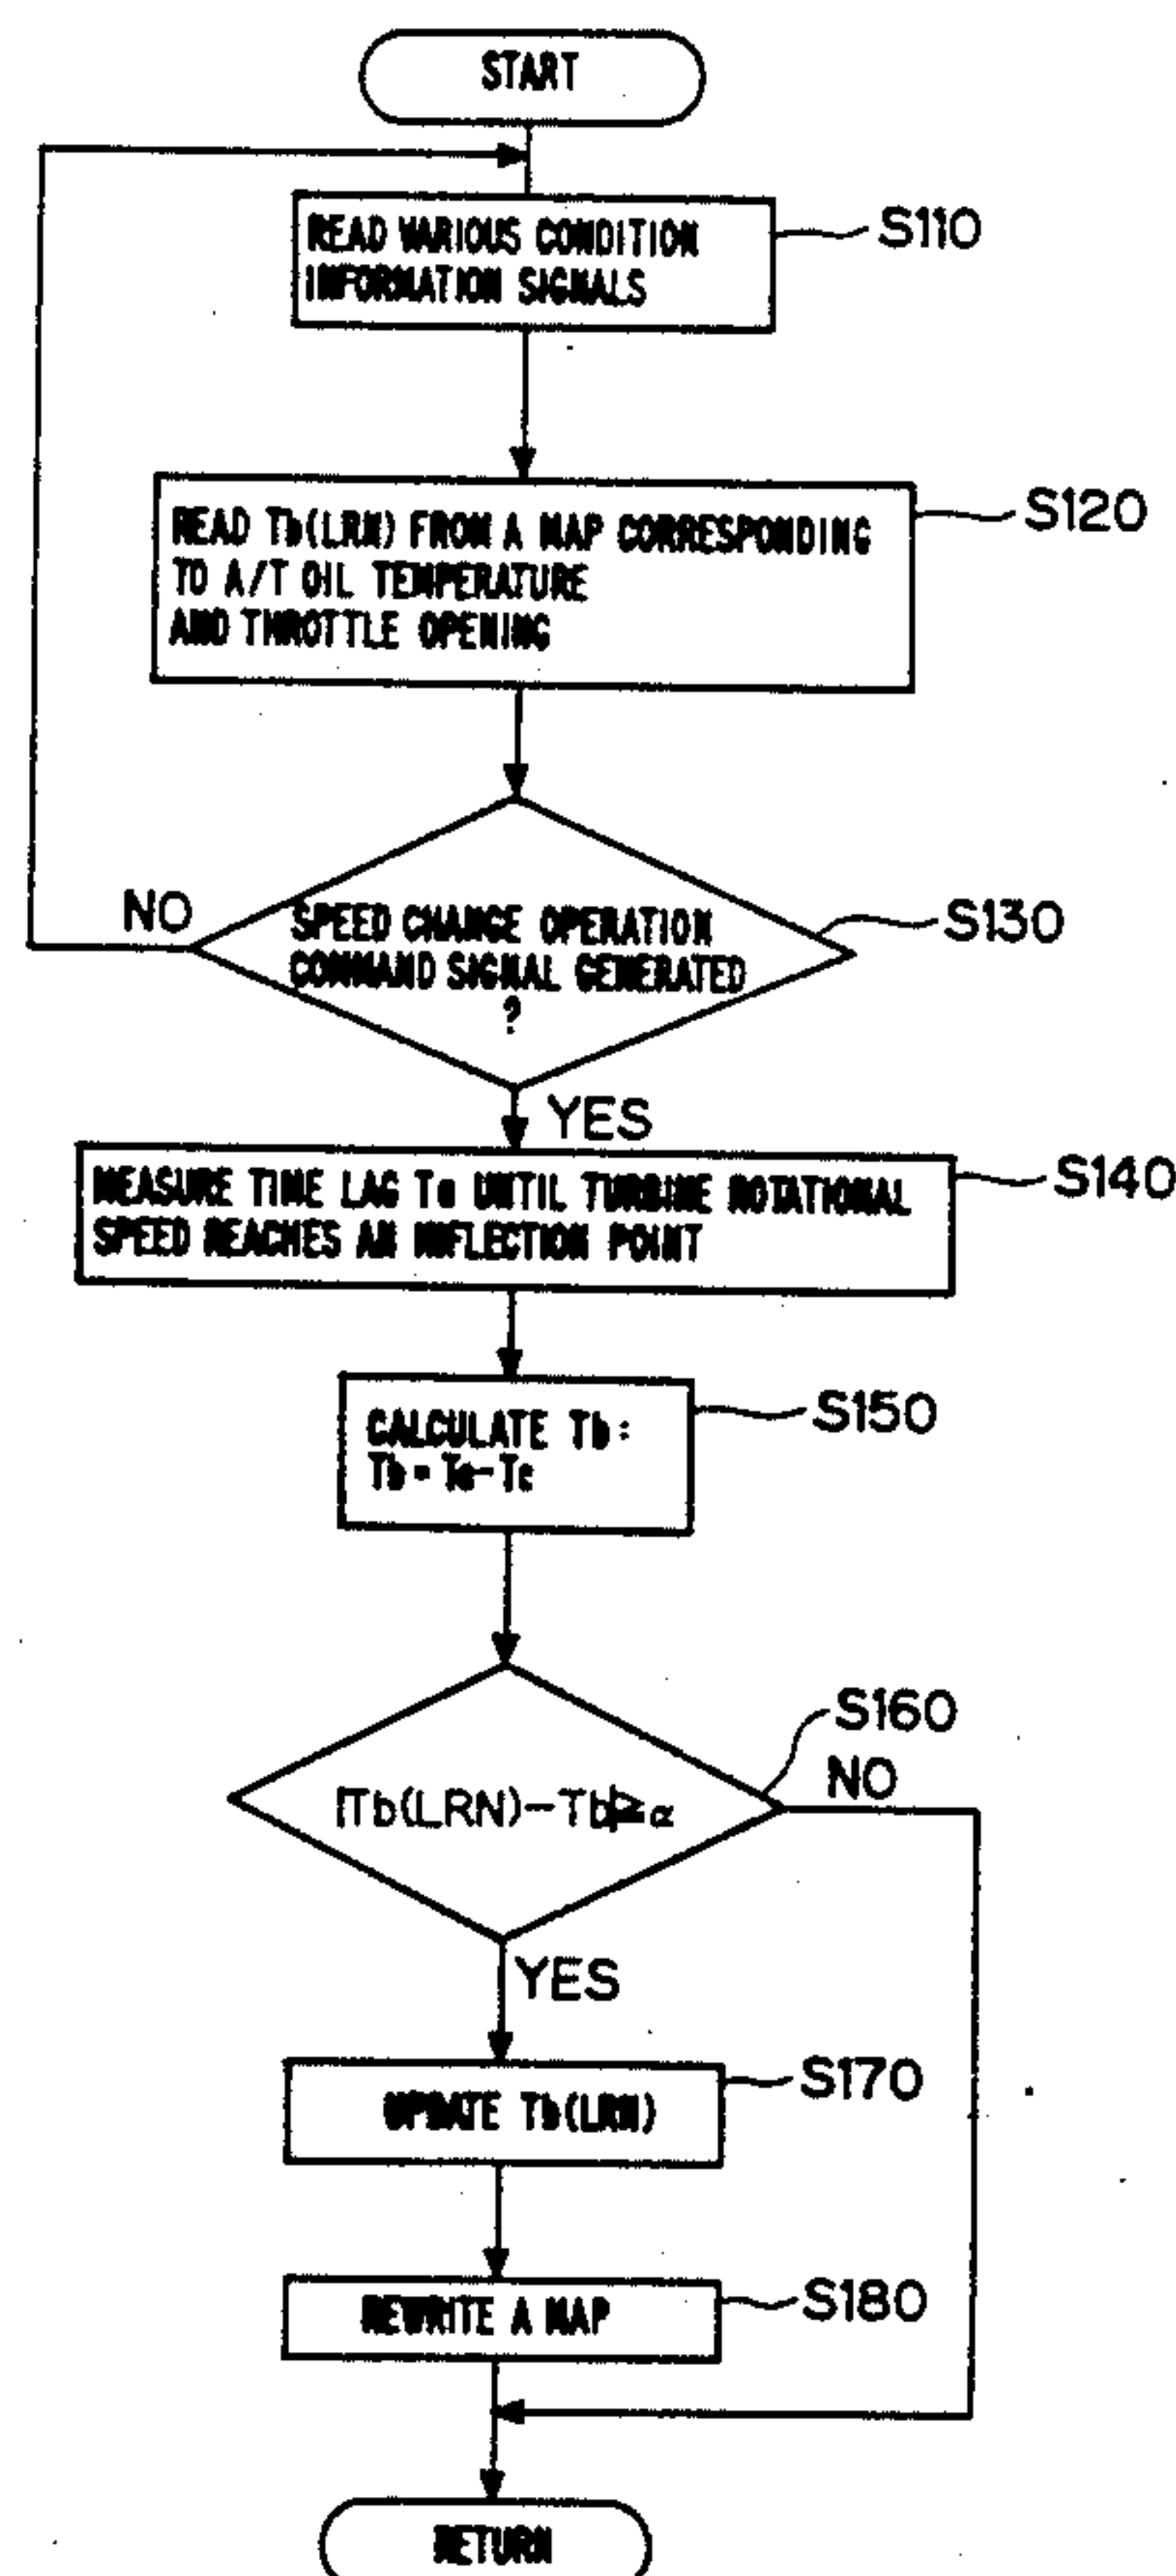 START
READ VARIOUS CONDITION
INFORMATION SIGNALS
S110
READ Tb(LRN) FROM A MAP CORRESPONDING
TO A/T OIL TEMPERATURE
AND THROTTLE OPENING
S120
NO
SPEED CHANGE OPERATION
COMMAND SIGNAL GENERATED
?
S130
YES
MEASURE TIME LAG Ta UNTIL TURBINE ROTATIONAL
SPEED REACHES AN INFLECTION POINT
S140
CALCULATE Tb:
Tb = Ta - Tc
S150
S160
NO
|Tb(LRN)-Tb|≧α
YES
UPDATE Tb(LRN)
S170
REWRITE A MAP
S180
RETURN